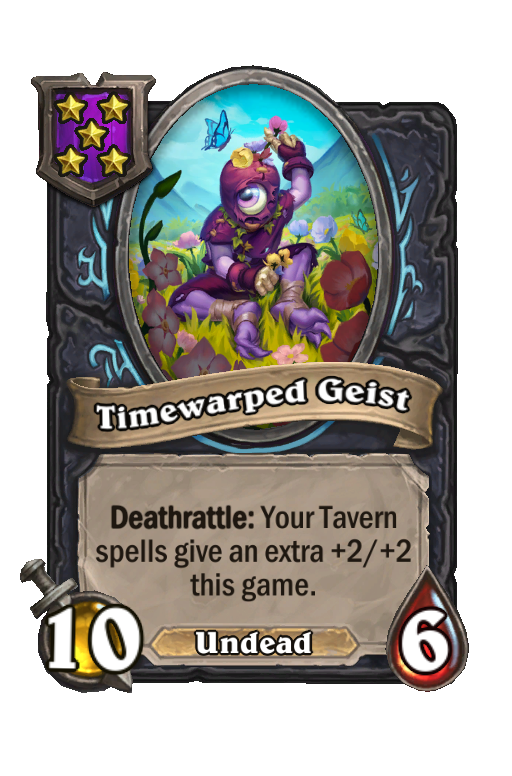 Timewarped Geist
Deathrattle: Your Tavern
spells give an extra +2/+2
this game.
10
Undead
6